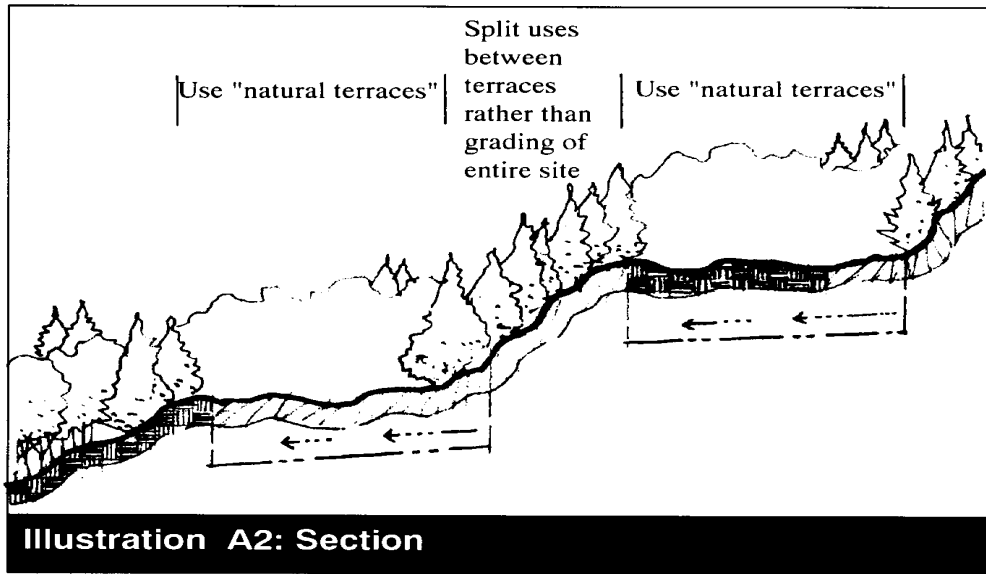 Use "natural terraces"
Split uses
between
terraces
rather than
grading of
entire site
Use "natural terraces"
Illustration A2: Section